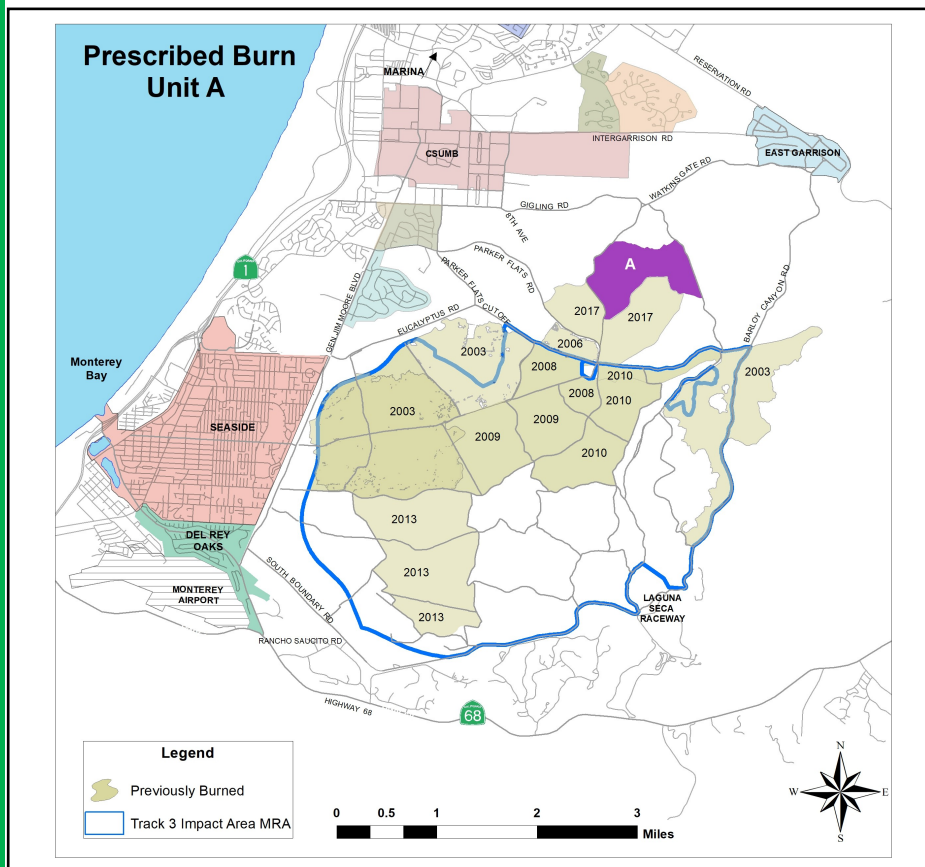 Prescribed Burn
Unit A
MARINA
RESERVATION RD
CSUMB
INTERGARRISON RD
EAST GARRISON
WATKINS GATE RD
GIGLING RD
8TH AVE
PARKER FLATS RD
PARKER FLATS CUTOFF
A
1
GEN JIM MOORE BLVD
EUCALYPTUS RD
BARLOY CANYON RD
2017
2017
2003
2006
2008
2010
2003
Monterey
Bay
2008
2010
2003
2009
2009
SEASIDE
2010
2013
DEL REY
OAKS
2013
MONTEREY
AIRPORT
SOUTH BOUNDARY RD
LAGUNA
SECA
RACEWAY
2013
RANCHO SAUCITO RD
HIGHWAY 68
68
Legend
Previously Burned
Track 3 Impact Area MRA
0 0.5 1 2 3
Miles
N
W E
S